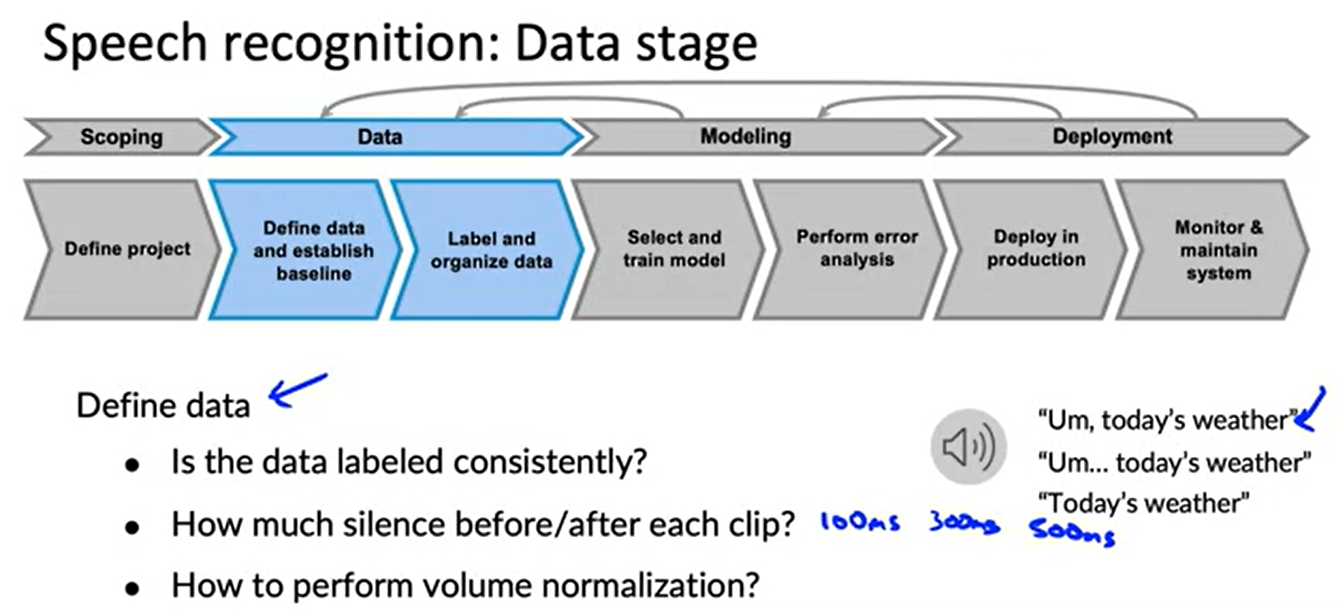 Speech recognition: Data stage
Scoping
Data
Modeling
Deployment
Define project
Define data
and establish
baseline
Label and
organize data
Select and
train model
Perform error
analysis
Deploy in
production
Monitor &
maintain
system
Define data
• Is the data labeled consistently?
• How much silence before/after each clip? 100ms 300ms 500ms
• How to perform volume normalization?
“Um, today’s weather”
“Um... today’s weather”
“Today’s weather”